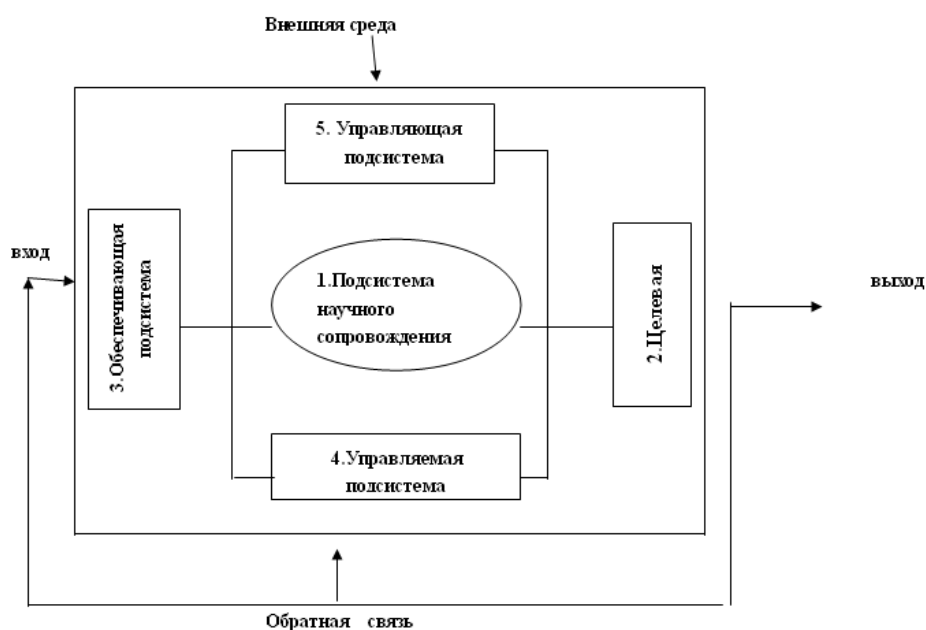 Внешняя среда
5. Управляющая
подсистема
вход
3.Обеспечивающая
подсистема
1.Подсистема
научного
сопровождения
2.Целевая
выход
4.Управляемая
подсистема
Обратная связь